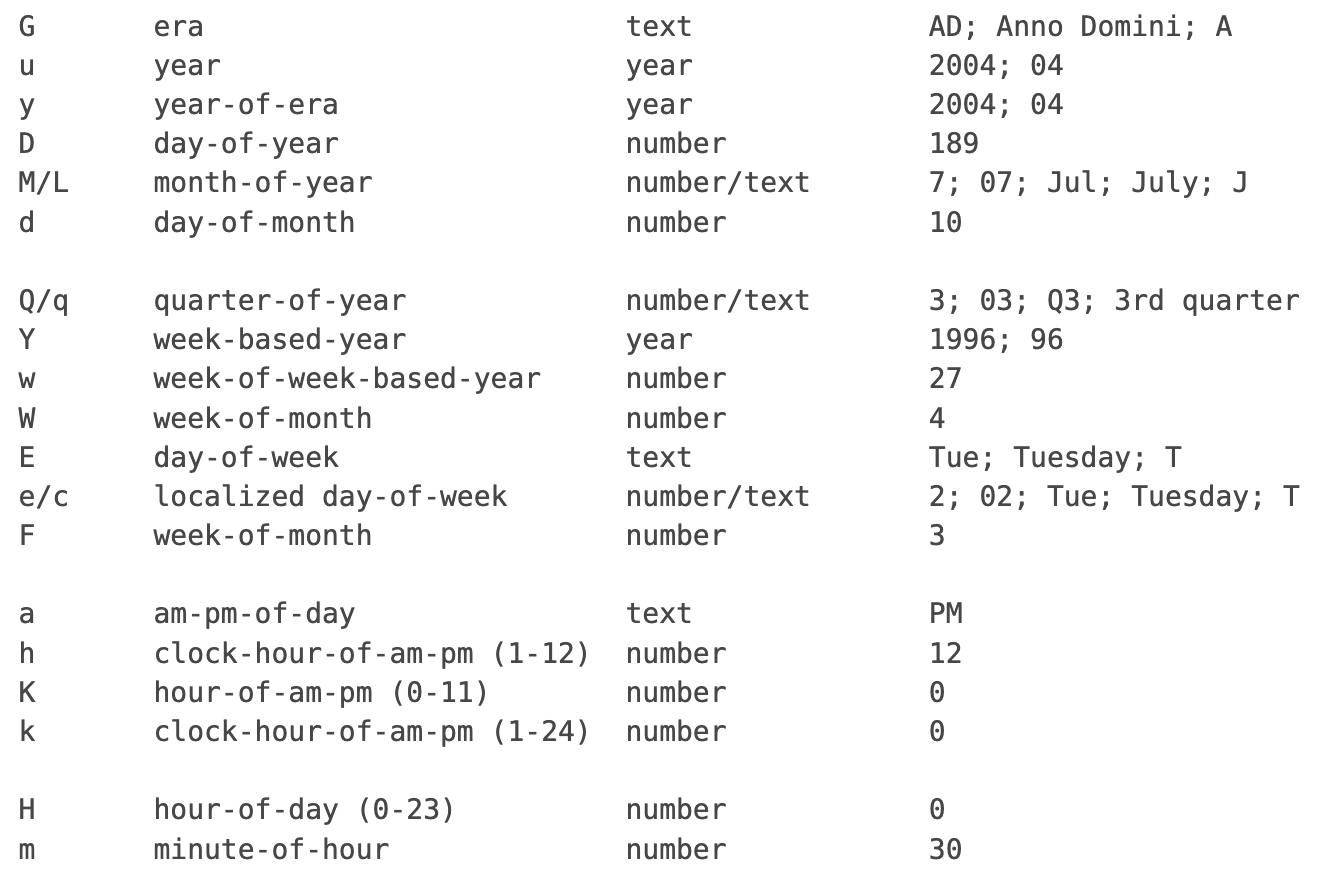 G era text AD; Anno Domini; A
u year year 2004; 04
y year-of-era year 2004; 04
D day-of-year number 189
M/L month-of-year number/text 7; 07; Jul; July; J
d day-of-month number 10
Q/q quarter-of-year number/text 3; 03; Q3; 3rd quarter
Y week-based-year year 1996; 96
w week-of-week-based-year number 27
W week-of-month number 4
E day-of-week text Tue; Tuesday; T
e/c localized day-of-week number/text 2; 02; Tue; Tuesday; T
F week-of-month number 3
a am-pm-of-day text PM
h clock-hour-of-am-pm (1-12) number 12
K hour-of-am-pm (0-11) number 0
k clock-hour-of-am-pm (1-24) number 0
H hour-of-day (0-23) number 0
m minute-of-hour number 30